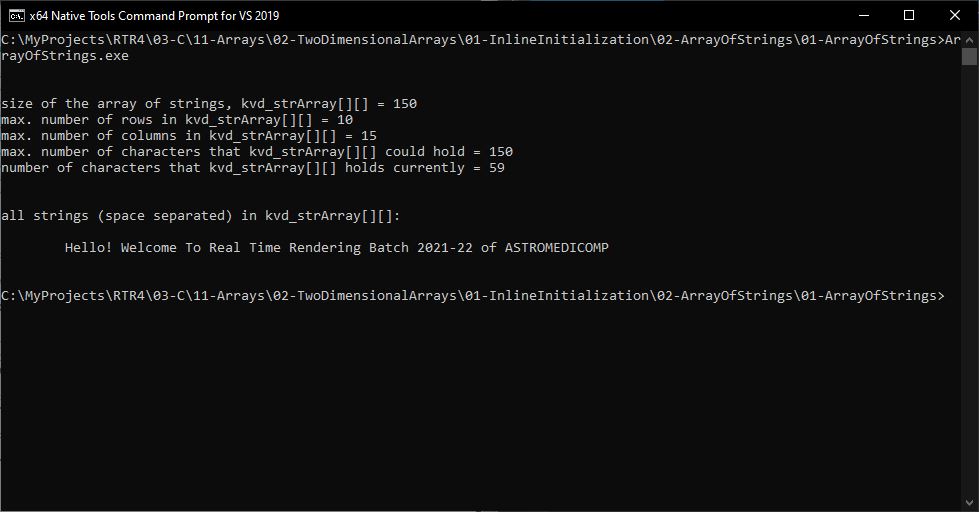 x64 Native Tools Command Prompt for VS 2019
C:\MyProjects\RTR4\03-C\11-Arrays\02-TwoDimensionalArrays\01-InlineInitialization\02-ArrayOfStrings\01-ArrayOfStrings>Ar
rayOfStrings.exe
size of the array of strings, kvd_strArray[][] = 150
max. number of rows in kvd_strArray[][] = 10
max. number of columns in kvd_strArray[][] = 15
max. number of characters that kvd_strArray[][] could hold = 150
number of characters that kvd_strArray[][] holds currently = 59
all strings (space separated) in kvd_strArray[][]:
Hello! Welcome To Real Time Rendering Batch 2021-22 of ASTROMEDICOMP
C:\MyProjects\RTR4\03-C\11-Arrays\02-TwoDimensionalArrays\01-InlineInitialization\02-ArrayOfStrings\01-ArrayOfStrings>